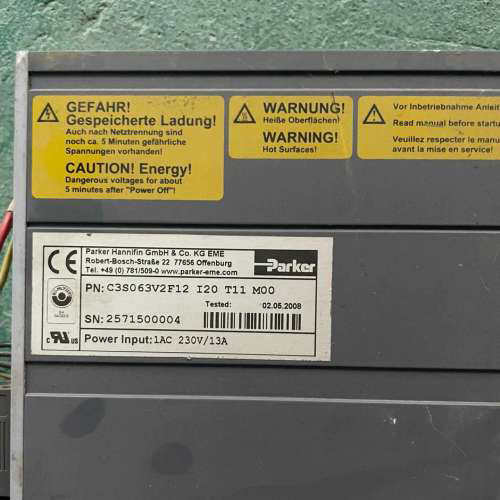 GEFAHR!
Gespeicherte Ladung!
Auch nach Netztrennung sind
noch ca. 5 Minuten gefährliche
Spannungen vorhanden!
CAUTION! Energy!
Dangerous voltages for about
5 minutes after "Power Off"!
WARNUNG!
Heiße Oberflächen!
WARNING!
Hot Surfaces!
Vor Inbetriebnahme Anleit
Read manual before startu
Veuillez respecter le manu
avant la mise en service!
CE
Parker Hannifin GmbH & Co. KG EME
Robert-Bosch-Straße 22 77656 Offenburg
Tel. +49 (0) 781/509-0 www.parker-eme.com
Parker
PN: C3S063V2F12 I20 T11 M00
Tested: 02.05.2008
SN: 2571500004
Power Input: 1AC 230V/13A
c UL US